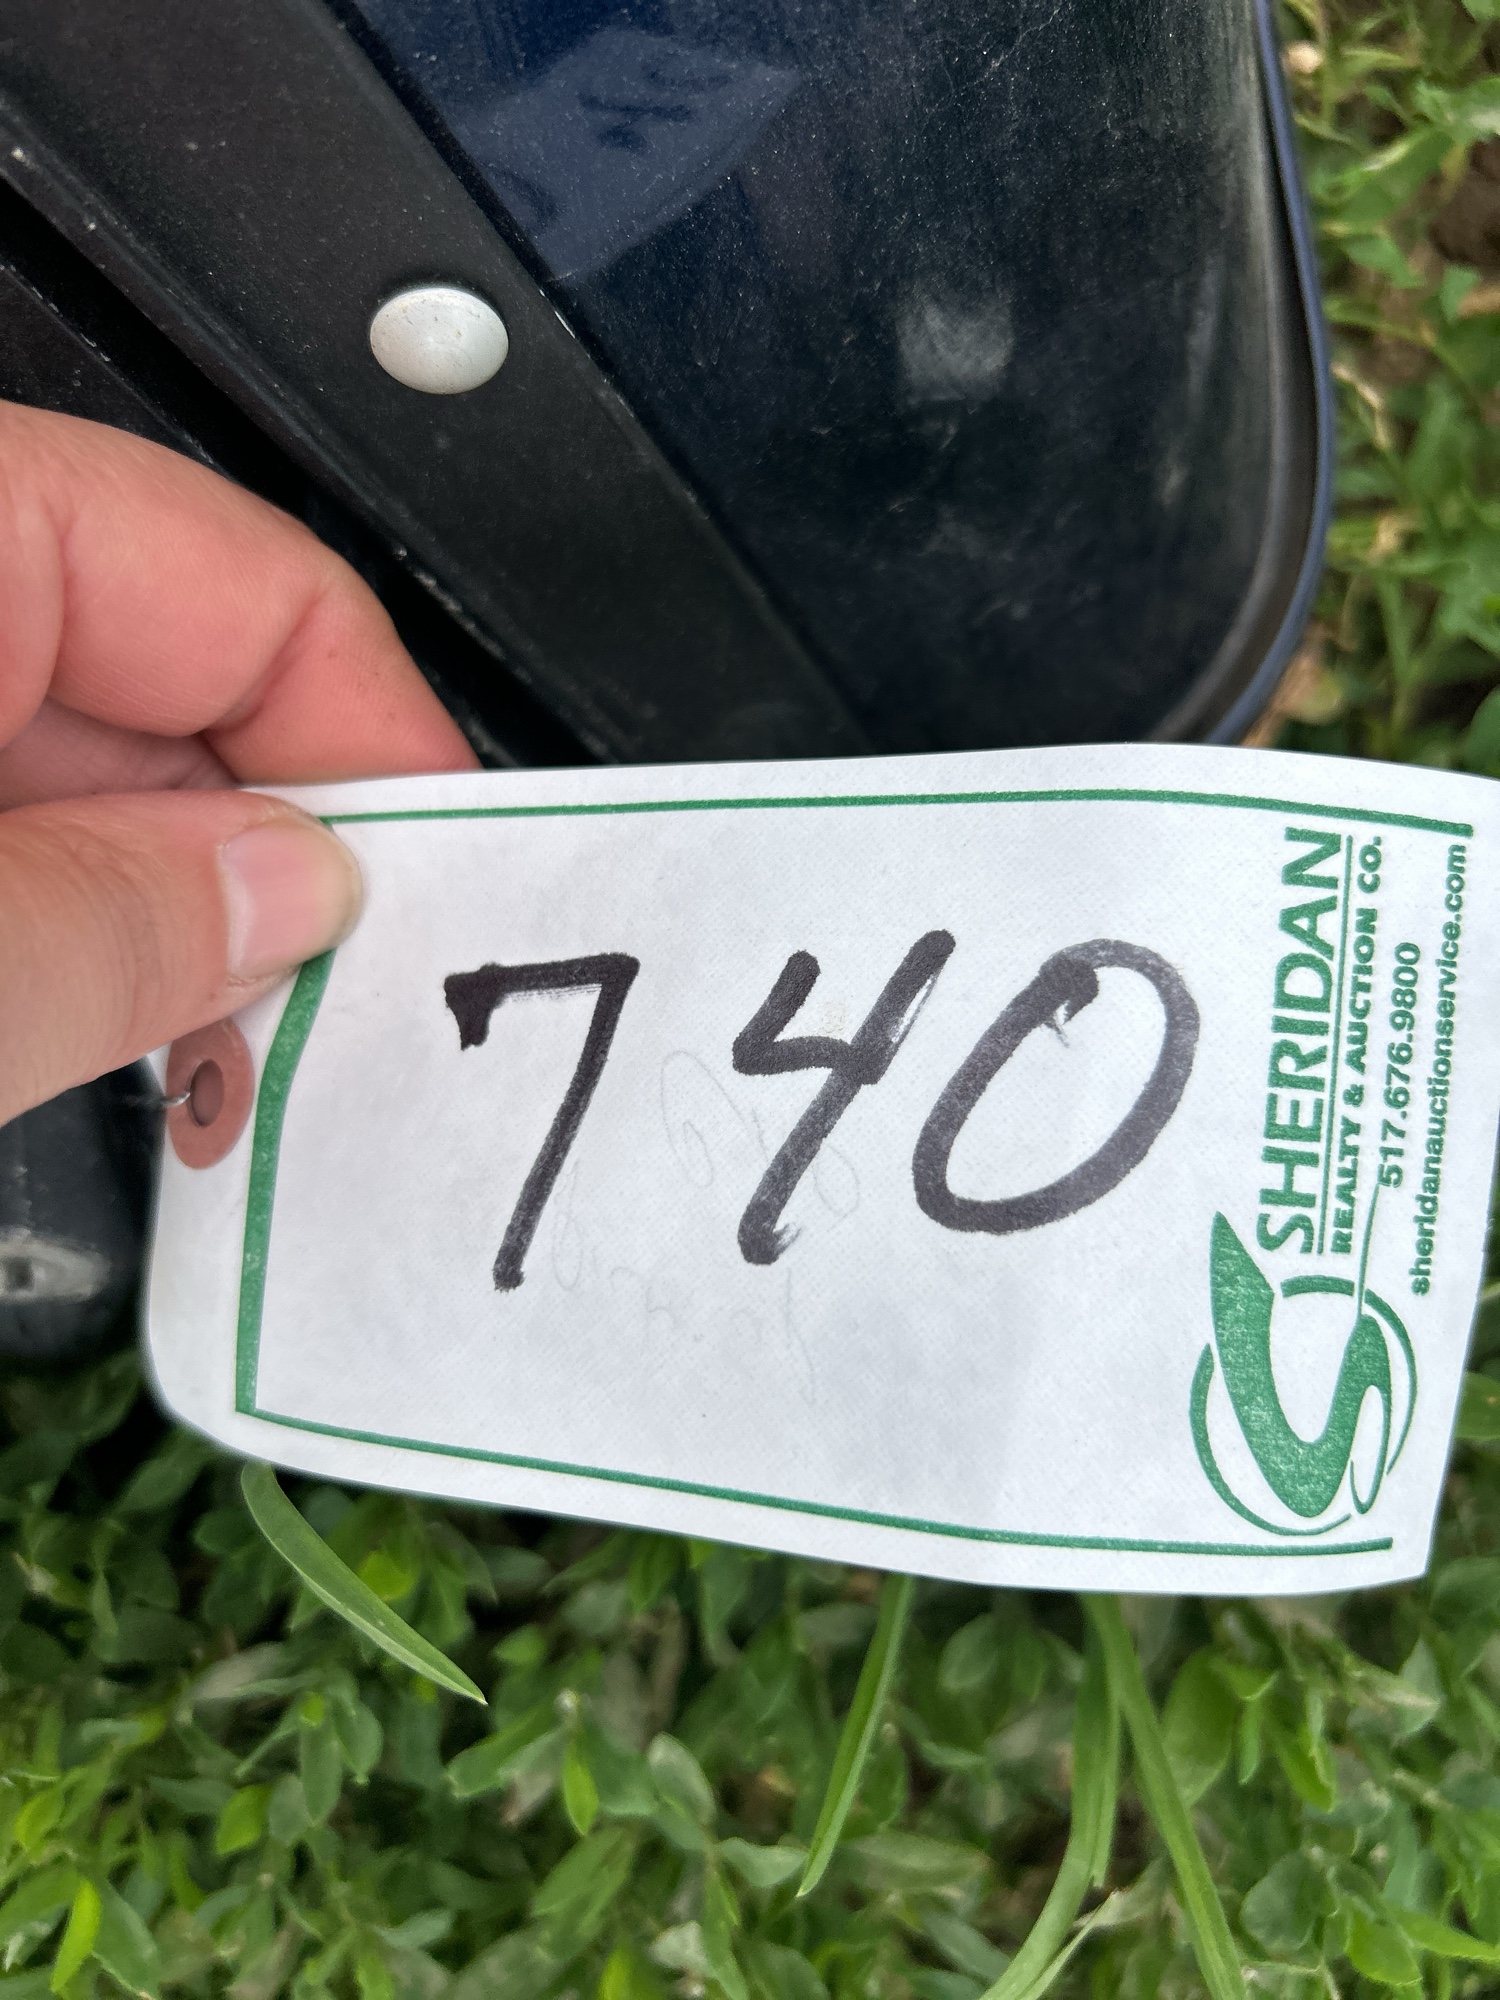 740
SHERIDAN
REALTY & AUCTION CO.
517.676.9800
sheridanauctionservice.com